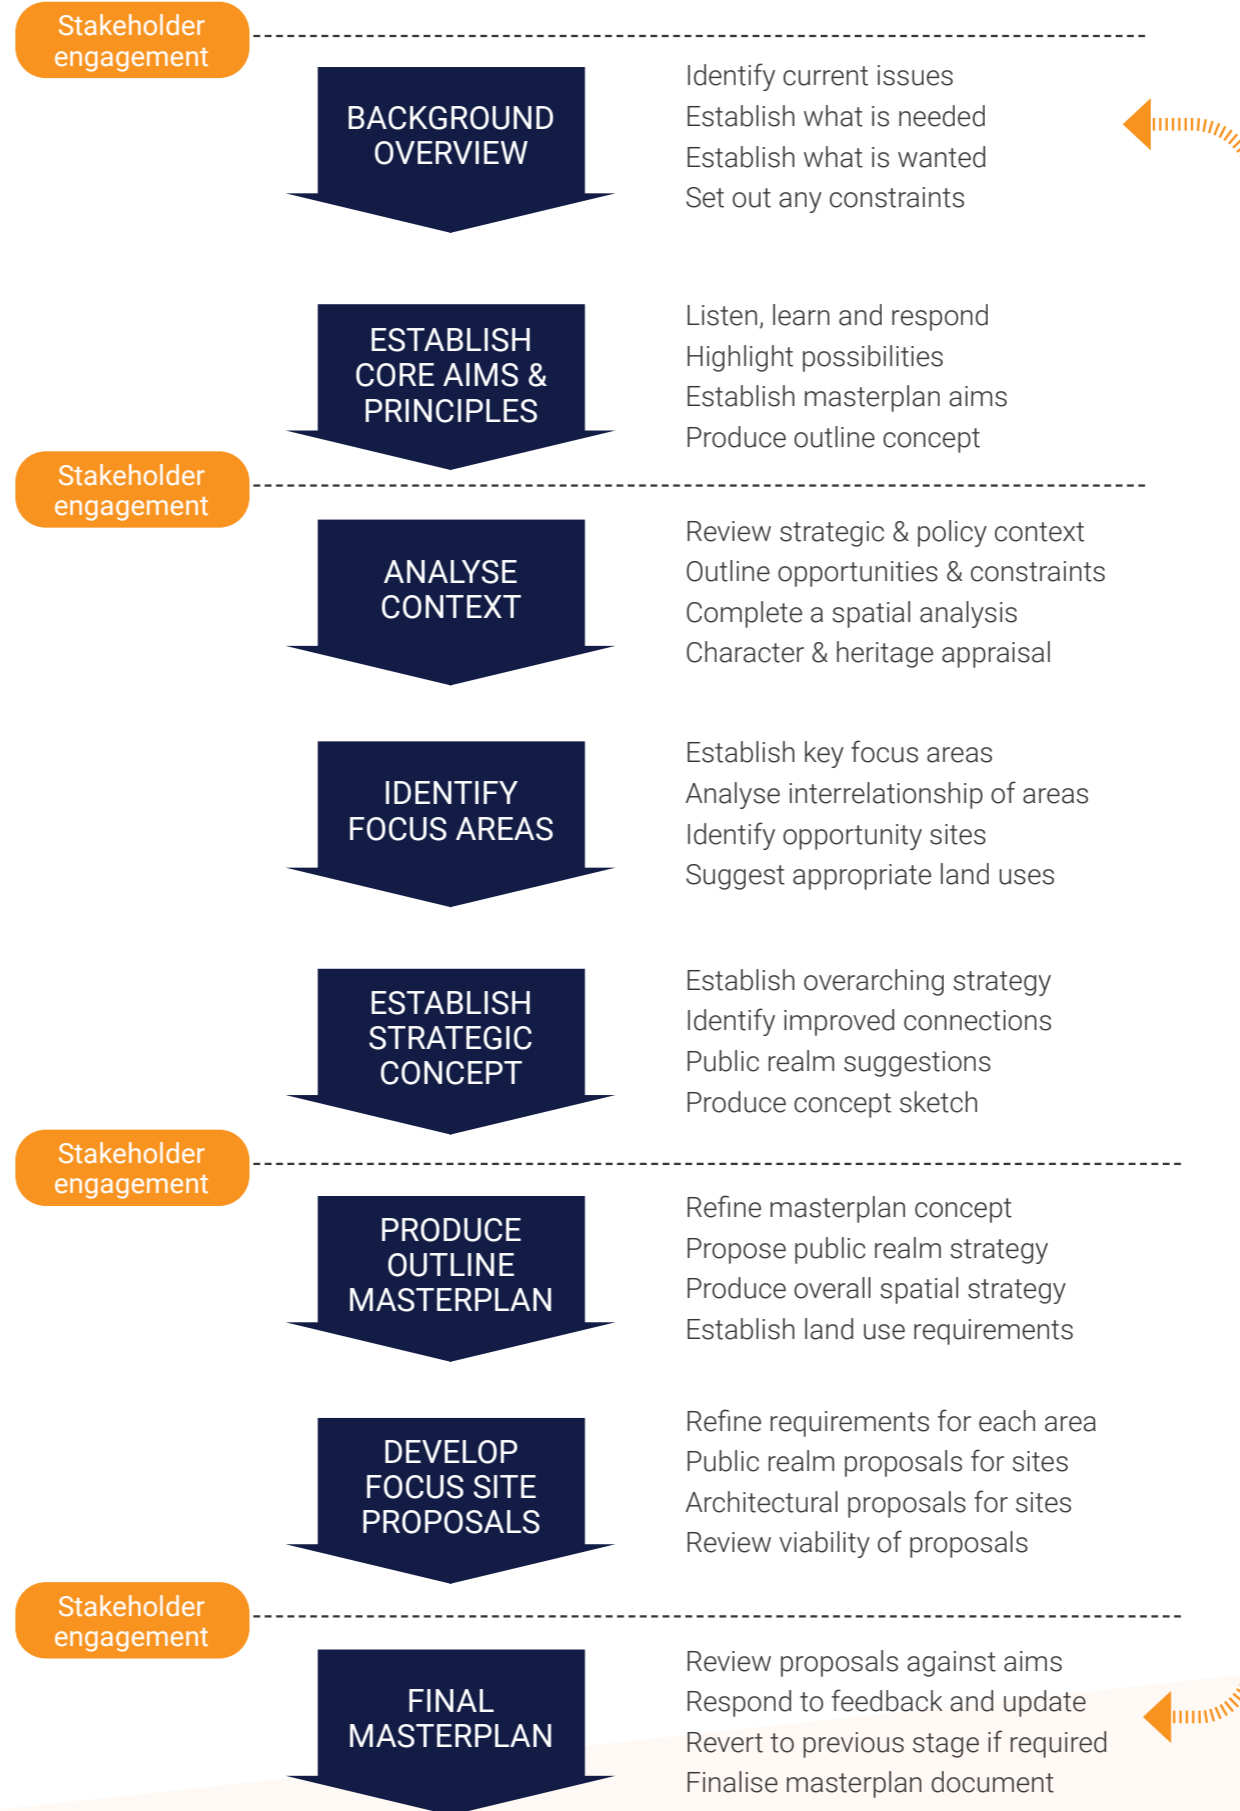 Stakeholder
engagement
BACKGROUND
OVERVIEW
Identify current issues
Establish what is needed
Establish what is wanted
Set out any constraints
ESTABLISH
CORE AIMS &
PRINCIPLES
Listen, learn and respond
Highlight possibilities
Establish masterplan aims
Produce outline concept
Stakeholder
engagement
ANALYSE
CONTEXT
Review strategic & policy context
Outline opportunities & constraints
Complete a spatial analysis
Character & heritage appraisal
IDENTIFY
FOCUS AREAS
Establish key focus areas
Analyse interrelationship of areas
Identify opportunity sites
Suggest appropriate land uses
ESTABLISH
STRATEGIC
CONCEPT
Establish overarching strategy
Identify improved connections
Public realm suggestions
Produce concept sketch
Stakeholder
engagement
PRODUCE
OUTLINE
MASTERPLAN
Refine masterplan concept
Propose public realm strategy
Produce overall spatial strategy
Establish land use requirements
DEVELOP
FOCUS SITE
PROPOSALS
Refine requirements for each area
Public realm proposals for sites
Architectural proposals for sites
Review viability of proposals
Stakeholder
engagement
FINAL
MASTERPLAN
Review proposals against aims
Respond to feedback and update
Revert to previous stage if required
Finalise masterplan document